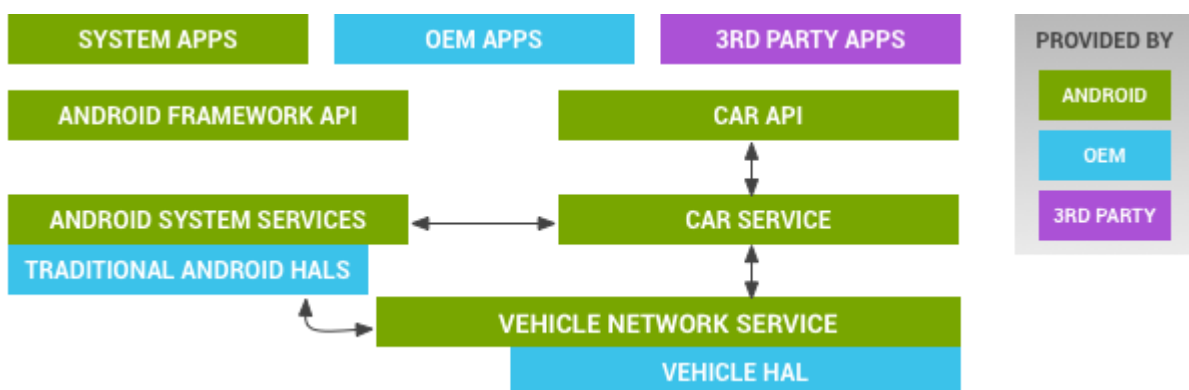 SYSTEM APPS
OEM APPS
3RD PARTY APPS
PROVIDED BY
ANDROID
OEM
3RD PARTY
ANDROID FRAMEWORK API
CAR API
ANDROID SYSTEM SERVICES
CAR SERVICE
TRADITIONAL ANDROID HALS
VEHICLE NETWORK SERVICE
VEHICLE HAL